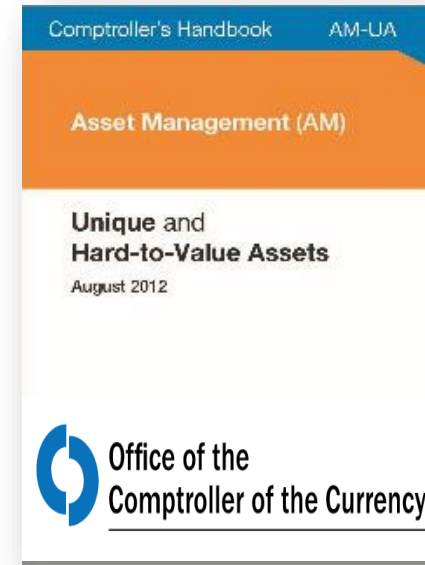 Comptroller's Handbook AM-UA
Asset Management (AM)
Unique and
Hard-to-Value Assets
August 2012
Office of the
Comptroller of the Currency